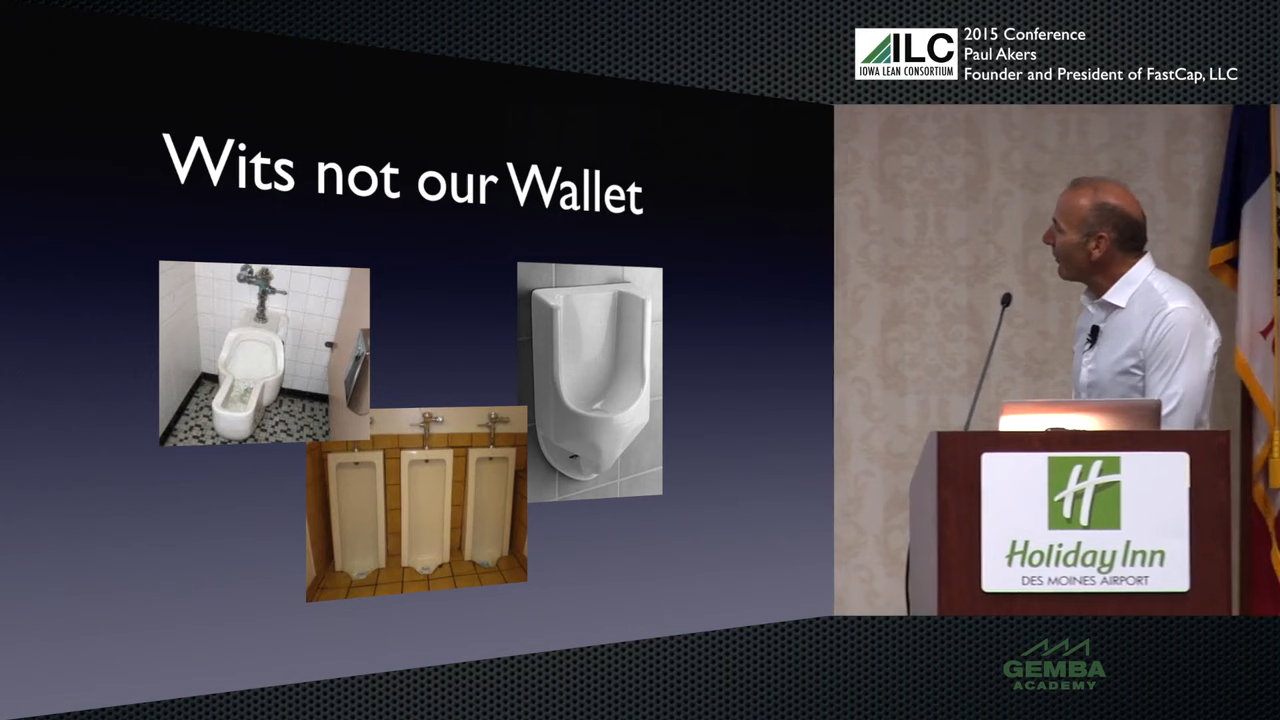 ILC
IOWA LEAN CONSORTIUM
2015 Conference
Paul Akers
Founder and President of FastCap, LLC
Wits not our Wallet
H
Holiday Inn
DES MOINES AIRPORT
GEMBA
ACADEMY